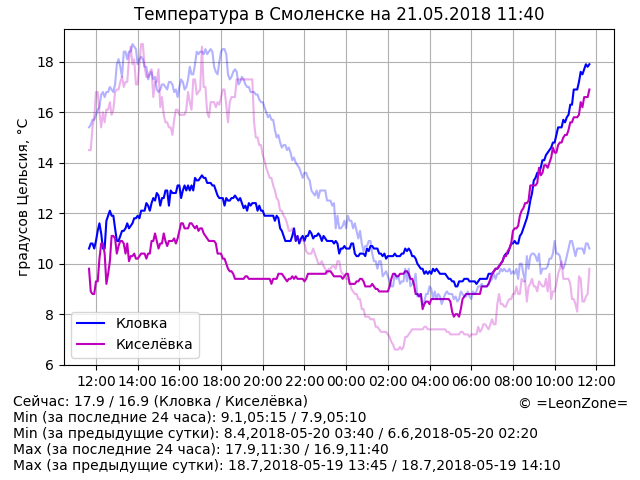 Температура в Смоленске на 21.05.2018 11:40
градусов Цельсия, °C
18
16
14
12
10
8
6
Кловка
Киселёвка
12:00 14:00 16:00 18:00 20:00 22:00 00:00 02:00 04:00 06:00 08:00 10:00 12:00
Сейчас: 17.9 / 16.9 (Кловка / Киселёвка)
© =LeonZone=
Min (за последние 24 часа): 9.1,05:15 / 7.9,05:10
Min (за предыдущие сутки): 8.4,2018-05-20 03:40 / 6.6,2018-05-20 02:20
Max (за последние 24 часа): 17.9,11:30 / 16.9,11:40
Max (за предыдущие сутки): 18.7,2018-05-19 13:45 / 18.7,2018-05-19 14:10